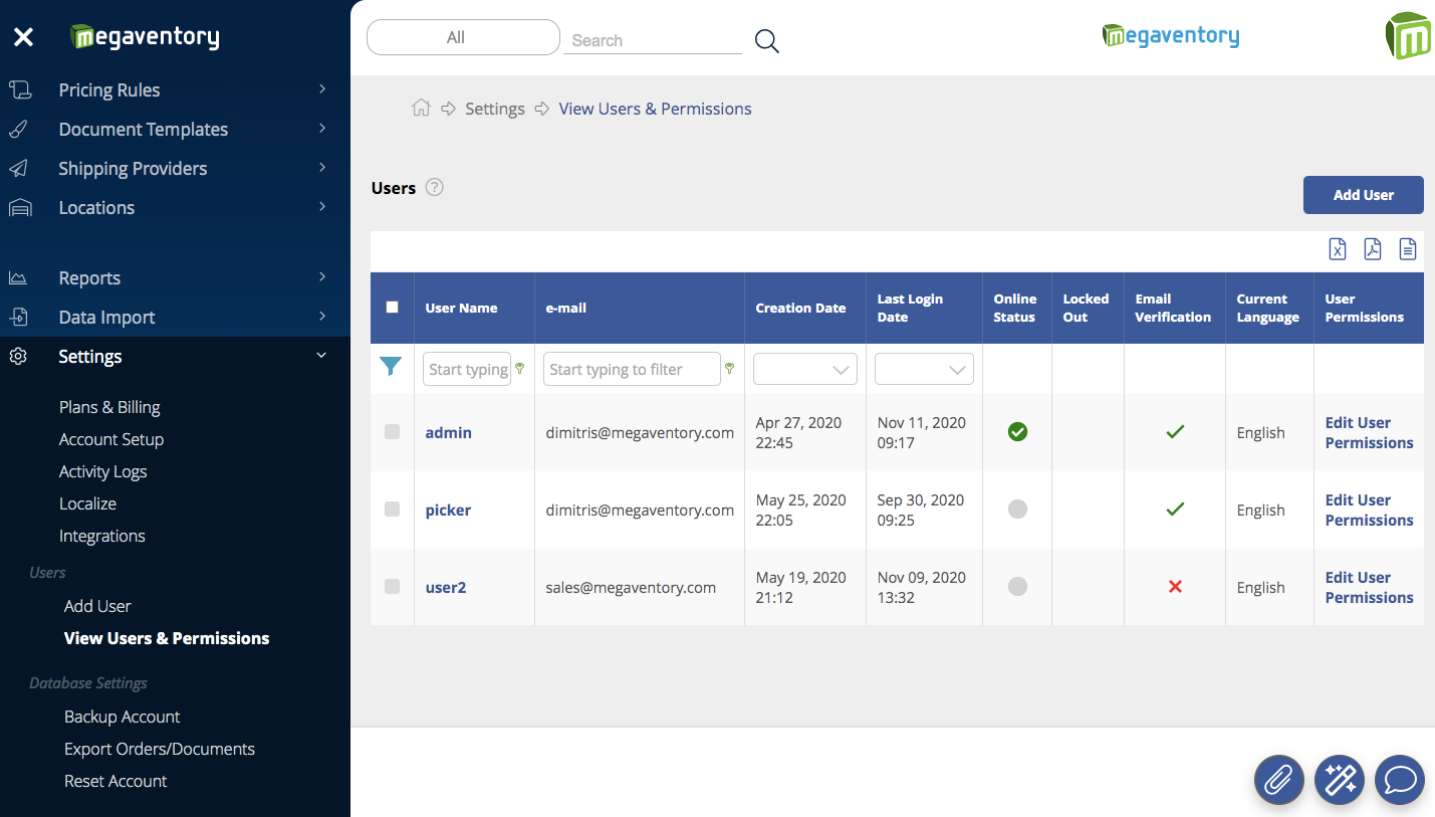 megaventory
Pricing Rules
Document Templates
Shipping Providers
Locations
Reports
Data Import
Settings
Plans & Billing
Account Setup
Activity Logs
Localize
Integrations
Users
Add User
View Users & Permissions
Database Settings
Backup Account
Export Orders/Documents
Reset Account
All
Search
megaventory
m
Settings
View Users & Permissions
Users ?
Add User
User Name
e-mail
Creation Date
Last Login
Date
Online
Status
Locked
Out
Email
Verification
Current
Language
User
Permissions
Start typing
Start typing to filter
admin
dimitris@megaventory.com
Apr 27, 2020
22:45
Nov 11, 2020
09:17
English
Edit User
Permissions
picker
dimitris@megaventory.com
May 25, 2020
22:05
Sep 30, 2020
09:25
English
Edit User
Permissions
user2
sales@megaventory.com
May 19, 2020
21:12
Nov 09, 2020
13:32
English
Edit User
Permissions